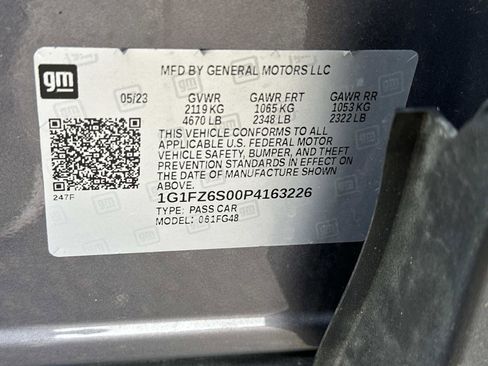 gm
MFD BY GENERAL MOTORS LLC
05/23 GVWR GAWR FRT GAWR RR
2119 KG 1065 KG 1053 KG
4670 LB 2348 LB 2322 LB
THIS VEHICLE CONFORMS TO ALL
APPLICABLE U.S. FEDERAL MOTOR
VEHICLE SAFETY, BUMPER, AND THEFT
PREVENTION STANDARDS IN EFFECT ON
THE DATE OF MANUFACTURE SHOWN
ABOVE.
247F
1G1FZ6S00P4163226
TYPE: PASS CAR
MODEL: 061FG48